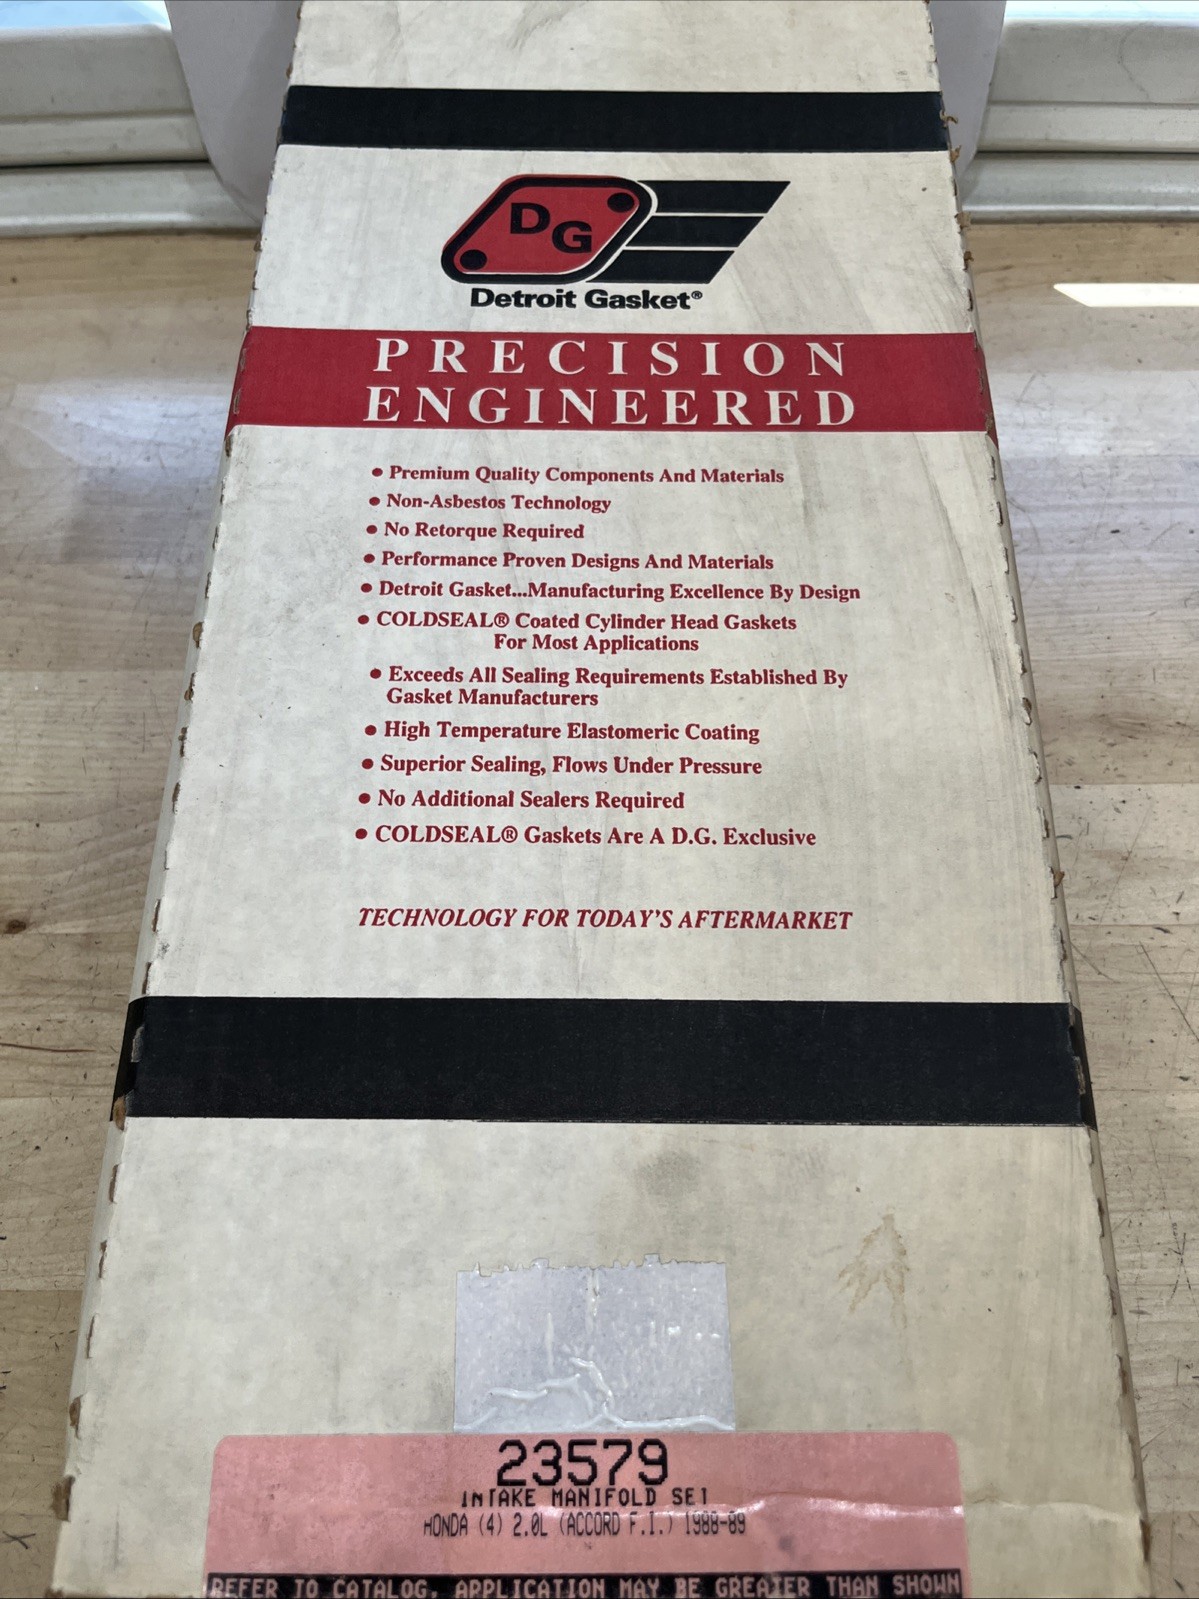 DG
Detroit Gasket®
PRECISION
ENGINEERED
• Premium Quality Components And Materials
• Non-Asbestos Technology
• No Retorque Required
• Performance Proven Designs And Materials
• Detroit Gasket...Manufacturing Excellence By Design
• COLDSEAL® Coated Cylinder Head Gaskets
For Most Applications
• Exceeds All Sealing Requirements Established By
Gasket Manufacturers
• High Temperature Elastomeric Coating
• Superior Sealing, Flows Under Pressure
• No Additional Sealers Required
• COLDSEAL® Gaskets Are A D.G. Exclusive
TECHNOLOGY FOR TODAY'S AFTERMARKET
23579
INTAKE MANIFOLD SET
HONDA (4) 2.0L (ACCORD F.I.) 1988-89
REFER TO CATALOG, APPLICATION MAY BE GREATER THAN SHOWN